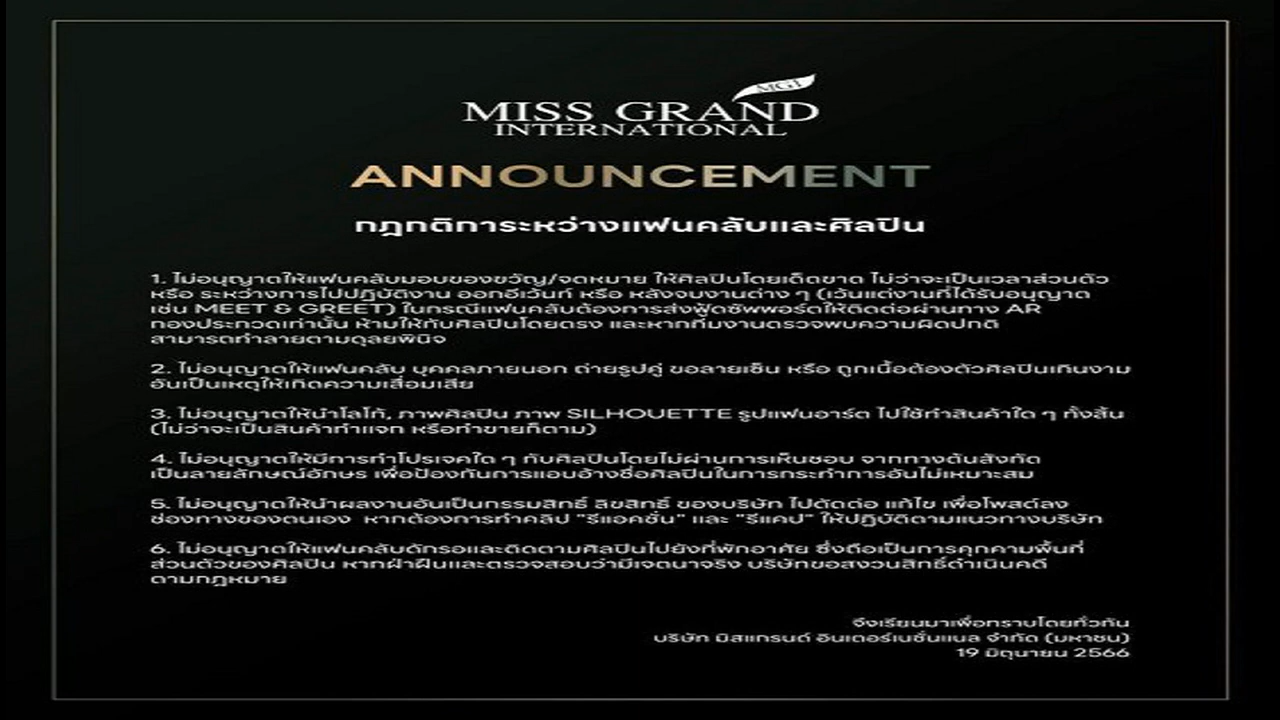 MGI
MISS GRAND
INTERNATIONAL
ANNOUNCEMENT
กฎกติการะหว่างแฟนคลับและศิลปิน
1. ไม่อนุญาตให้แฟนคลับมอบของขวัญ/จดหมาย ให้ศิลปินโดยเด็ดขาด ไม่ว่าจะเป็นเวลาส่วนตัว
หรือ ระหว่างการไปปฏิบัติงาน ออกอีเว้นท์ หรือ หลังจบงานต่าง ๆ (เว้นแต่งานที่ได้รับอนุญาต
เช่น MEET & GREET) ในกรณีแฟนคลับต้องการส่งฟู้ดซัพพอร์ตให้ติดต่อผ่านทาง AR
กองประกวดเท่านั้น ห้ามให้กับศิลปินโดยตรง และหากทีมงานตรวจพบความผิดปกติ
สามารถทำลายตามดุลยพินิจ
2. ไม่อนุญาตให้แฟนคลับ บุคคลภายนอก ถ่ายรูปคู่ ขอลายเซ็น หรือ ถูกเนื้อต้องตัวศิลปินเกินงาม
อันเป็นเหตุให้เกิดความเสื่อมเสีย
3. ไม่อนุญาตให้นำโลโก้, ภาพศิลปิน ภาพ SILHOUETTE รูปแฟนอาร์ต ไปใช้ทำสินค้าใด ๆ ทั้งสิ้น
(ไม่ว่าจะเป็นสินค้าทำแจก หรือทำขายก็ตาม)
4. ไม่อนุญาตให้มีการทำโปรเจคใด ๆ กับศิลปินโดยไม่ผ่านการเห็นชอบ จากทางต้นสังกัด
เป็นลายลักษณ์อักษร เพื่อป้องกันการแอบอ้างชื่อศิลปินในการกระทำการอันไม่เหมาะสม
5. ไม่อนุญาตให้นำผลงานอันเป็นกรรมสิทธิ์ ลิขสิทธิ์ ของบริษัท ไปตัดต่อ แก้ไข เพื่อโพสต์ลง
ช่องทางของตนเอง หากต้องการทำคลิป "รีแอคชั่น" และ "รีแคป" ให้ปฏิบัติตามแนวทางบริษัท
6. ไม่อนุญาตให้แฟนคลับดักรอและติดตามศิลปินไปยังที่พักอาศัย ซึ่งถือเป็นการคุกคามพื้นที่
ส่วนตัวของศิลปิน หากฝ่าฝืนและตรวจสอบว่ามีเจตนาจริง บริษัทขอสงวนสิทธิ์ดำเนินคดี
ตามกฎหมาย
จึงเรียนมาเพื่อทราบโดยทั่วกัน
บริษัท มิสแกรนด์ อินเตอร์เนชั่นแนล จำกัด (มหาชน)
19 มิถุนายน 2566